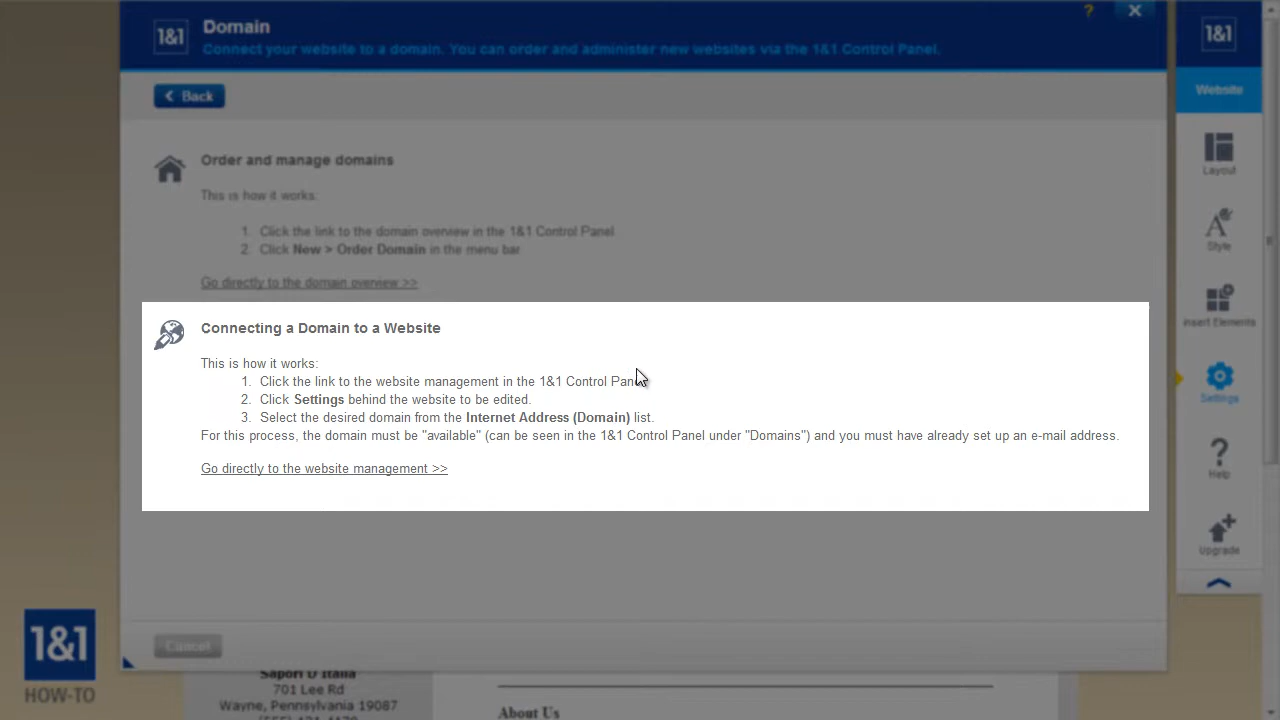 1&1
Domain
Connect your website to a domain. You can order and administer new websites via the 1&1 Control Panel.
?
1&1
Website
Back
Order and manage domains
This is how it works:
1. Click the link to the domain overview in the 1&1 Control Panel
2. Click New > Order Domain in the menu bar
Go directly to the domain overview >>
Connecting a Domain to a Website
This is how it works:
1. Click the link to the website management in the 1&1 Control Panel
2. Click Settings behind the website to be edited.
3. Select the desired domain from the Internet Address (Domain) list.
For this process, the domain must be "available" (can be seen in the 1&1 Control Panel under "Domains") and you must have already set up an e-mail address.
Go directly to the website management >>
Layout
Style
Insert Elements
Settings
Help
Upgrade
Cancel
1&1
HOW-TO
Sapori D'Italia
701 Lee Rd
Wayne, Pennsylvania 19087
About Us